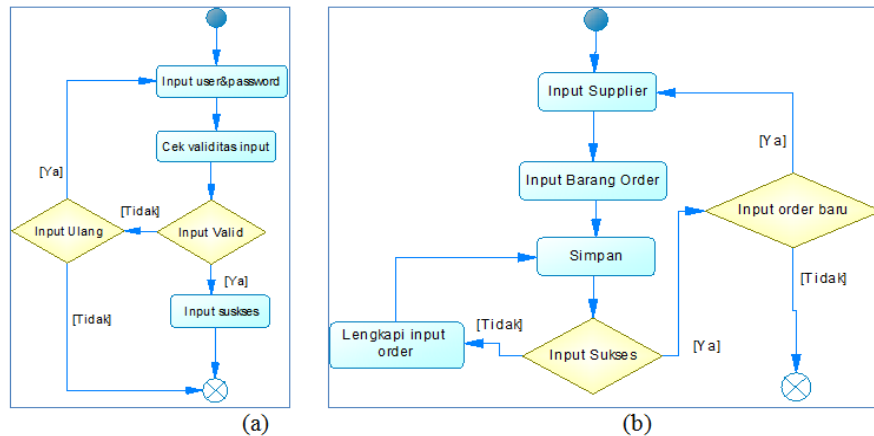 Input user&password
Cek validitas input
[Ya]
[Tidak]
Input Ulang
Input Valid
[Ya]
[Tidak]
Input suskses
(a)
Input Supplier
[Ya]
Input Barang Order
Input order baru
Simpan
[Tidak]
[Tidak]
Lengkapi input
order
Input Sukses
[Ya]
(b)